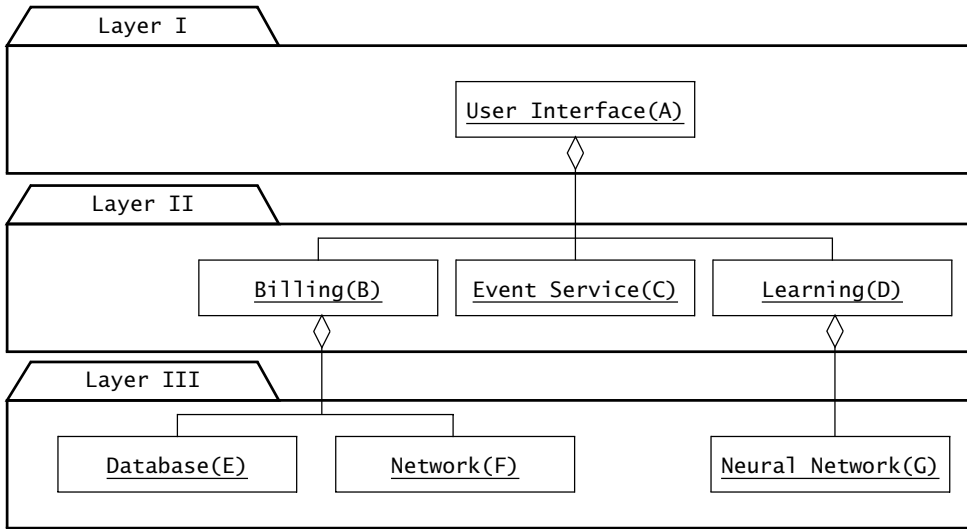 Layer I
User Interface(A)
Layer II
Billing(B)
Event Service(C)
Learning(D)
Layer III
Database(E)
Network(F)
Neural Network(G)